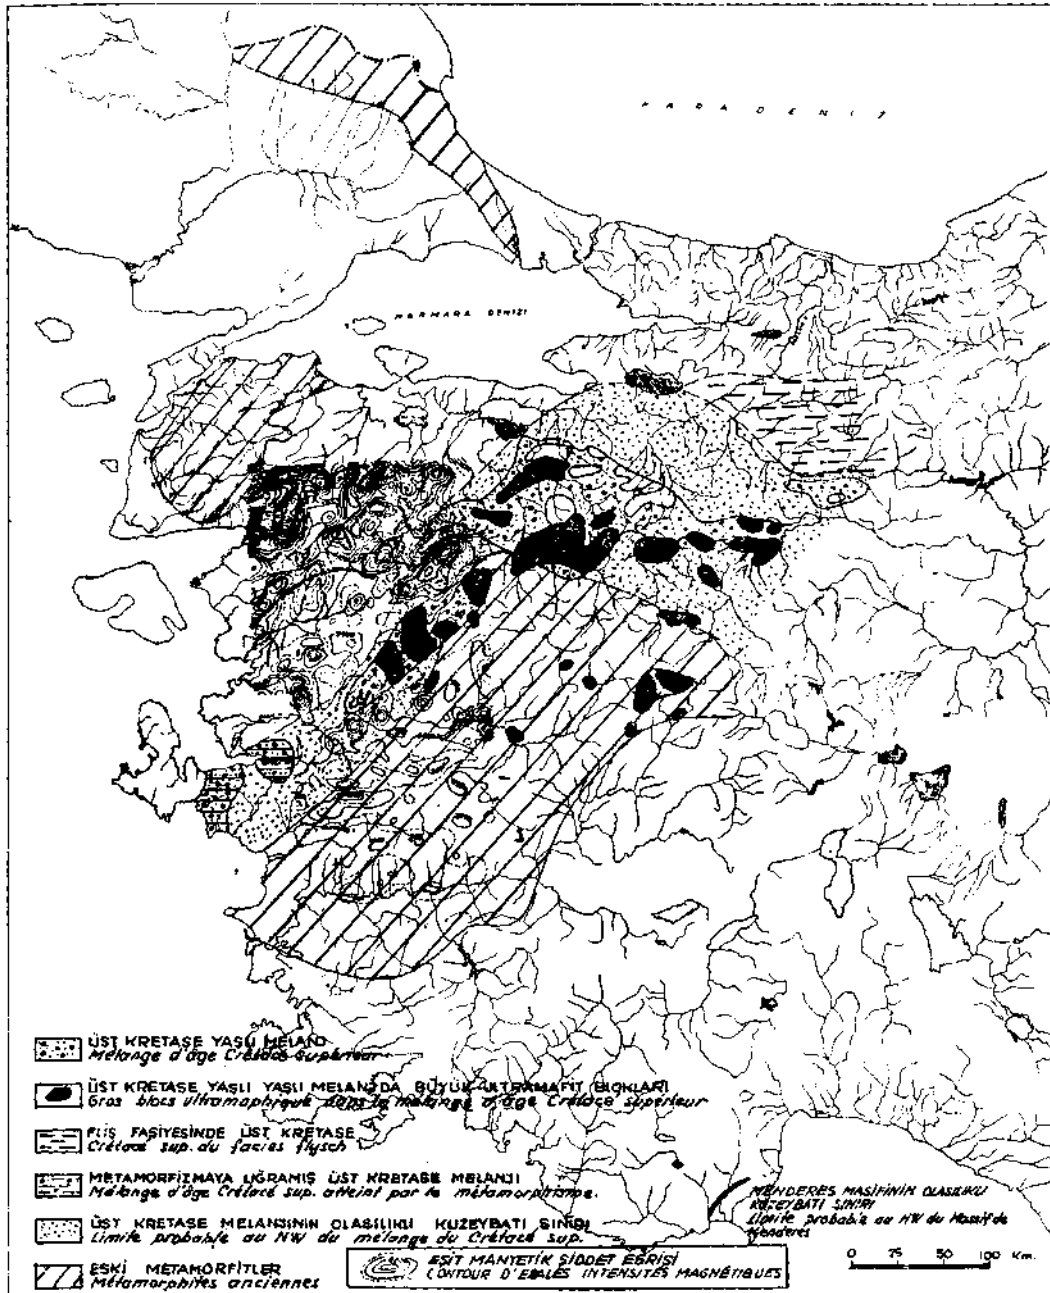 KARA DENİZ
MARMARA DENİZİ
ÜST KRETASE YAŞLI MELANJ
Mélange d'âge Crétacé Supérieur
ÜST KRETASE YAŞLI YAŞLI MELANJDA BÜYÜK ULTRAMAFİT BLOKLARI
Gros blocs ultramaphique dans le mélange d'âge Crétacé supérieur
FLİŞ FASİYESİNDE ÜST KRETASE
Crétacé sup. du facies flysch
METAMORFİZMAYA UĞRAMIŞ ÜST KRETASE MELANJI
Mélange d'âge Crétacé sup. atteint par le métamorphisme.
ÜST KRETASE MELANJININ OLASILIKLI KUZEYBATI SINIRI
Limite probable au NW du mélange du Crétacé sup.
ESKİ METAMORFİTLER
Métamorphites anciennes
EŞİT MANYETİK ŞİDDET EĞRİSİ
CONTOUR D'EGALES INTENSITÉS MAGNÉTIQUES
MENDERES MASİFİNİN OLASILIKLI
KUZEYBATI SINIRI
Limite probable au NW du Massif de
Menderes
0 25 50 100 Km.